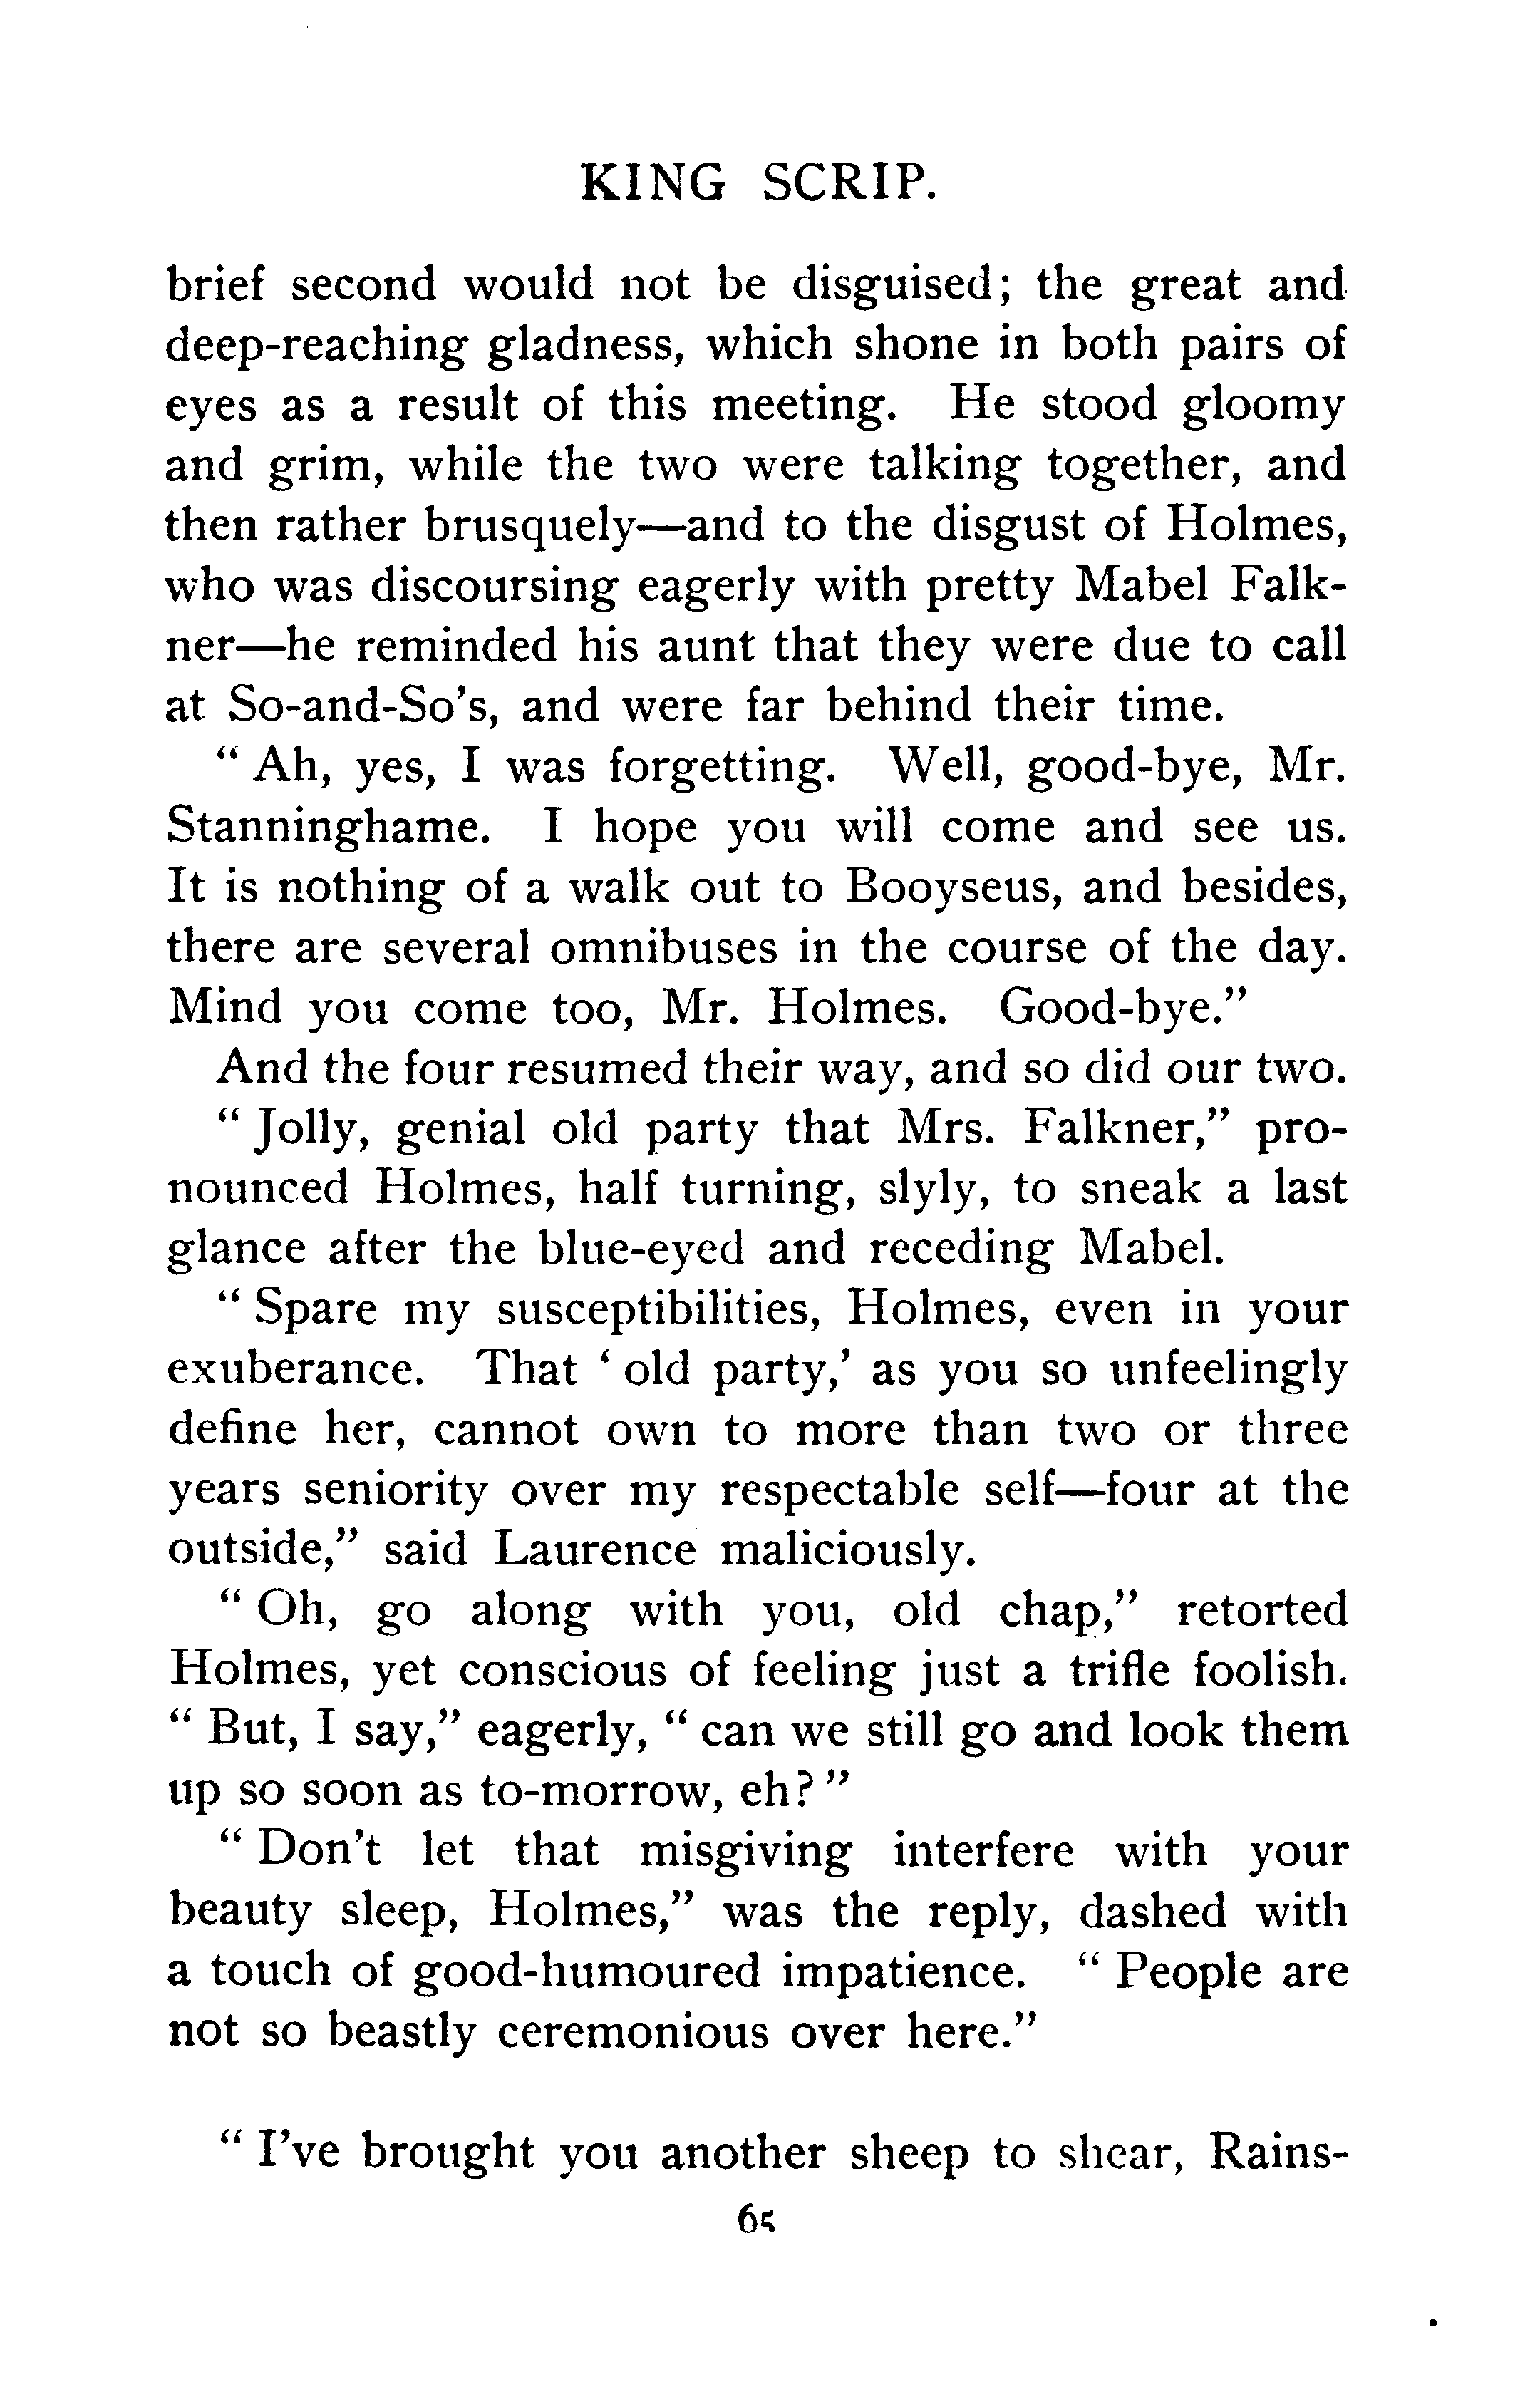 KING SCRIP.
brief second would not be disguised; the great and
deep-reaching gladness, which shone in both pairs of
eyes as a result of this meeting. He stood gloomy
and grim, while the two were talking together, and
then rather brusquely—and to the disgust of Holmes,
who was discoursing eagerly with pretty Mabel Falk-
ner—he reminded his aunt that they were due to call
at So-and-So's, and were far behind their time.
" Ah, yes, I was forgetting. Well, good-bye, Mr.
Stanninghame. I hope you will come and see us.
It is nothing of a walk out to Booyseus, and besides,
there are several omnibuses in the course of the day.
Mind you come too, Mr. Holmes. Good-bye."
And the four resumed their way, and so did our two.
" Jolly, genial old party that Mrs. Falkner," pro-
nounced Holmes, half turning, slyly, to sneak a last
glance after the blue-eyed and receding Mabel.
" Spare my susceptibilities, Holmes, even in your
exuberance. That ' old party,' as you so unfeelingly
define her, cannot own to more than two or three
years seniority over my respectable self—four at the
outside," said Laurence maliciously.
" Oh, go along with you, old chap," retorted
Holmes, yet conscious of feeling just a trifle foolish.
" But, I say," eagerly, " can we still go and look them
up so soon as to-morrow, eh? "
" Don't let that misgiving interfere with your
beauty sleep, Holmes," was the reply, dashed with
a touch of good-humoured impatience. " People are
not so beastly ceremonious over here."
" I've brought you another sheep to shear, Rains-
65